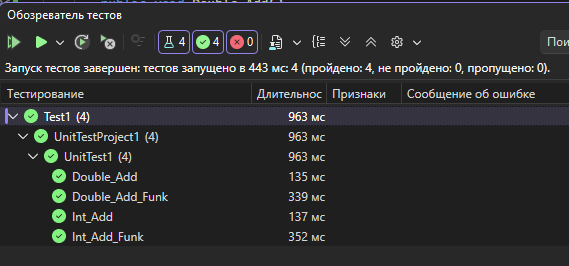 Обозреватель тестов
4 4 0 Пои
Запуск тестов завершен: тестов запущено в 443 мс: 4 (пройдено: 4, не пройдено: 0, пропущено: 0).
Тестирование Длительнос Признаки Сообщение об ошибке
Test1 (4) 963 мс
UnitTestProject1 (4) 963 мс
UnitTest1 (4) 963 мс
Double_Add 135 мс
Double_Add_Funk 339 мс
Int_Add 137 мс
Int_Add_Funk 352 мс